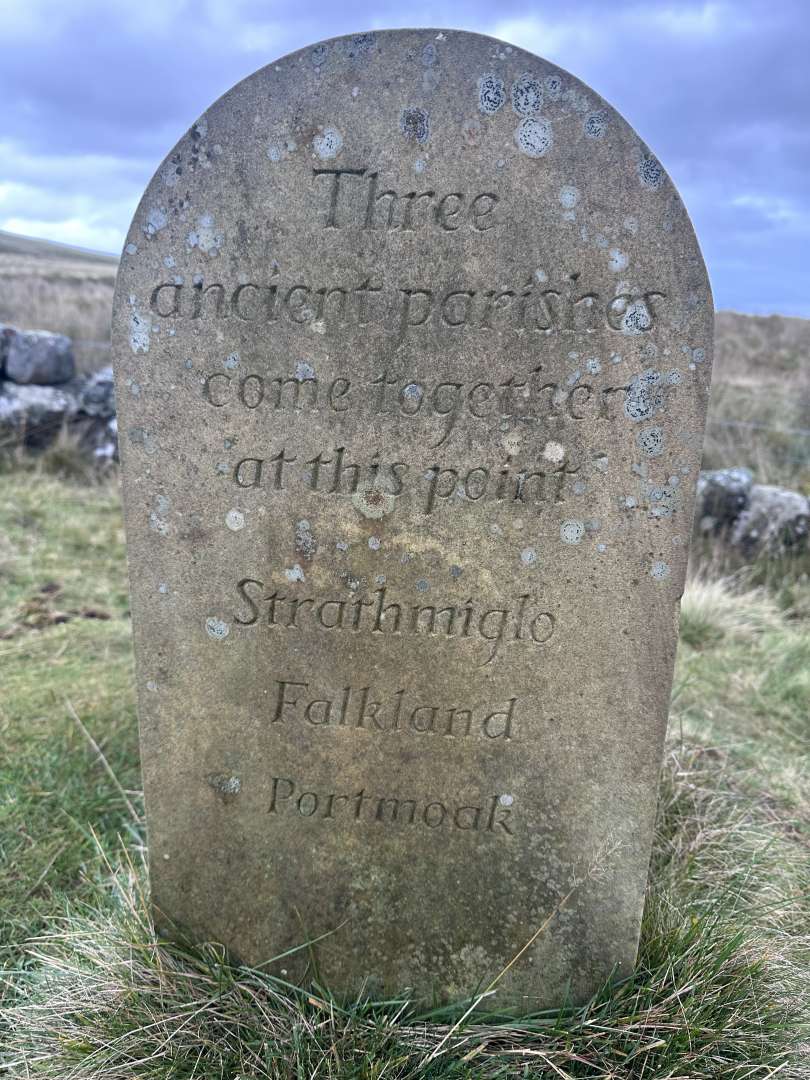 Three
ancient parishes
come together
at this point
Strathmiglo
Falkland
Portmoak